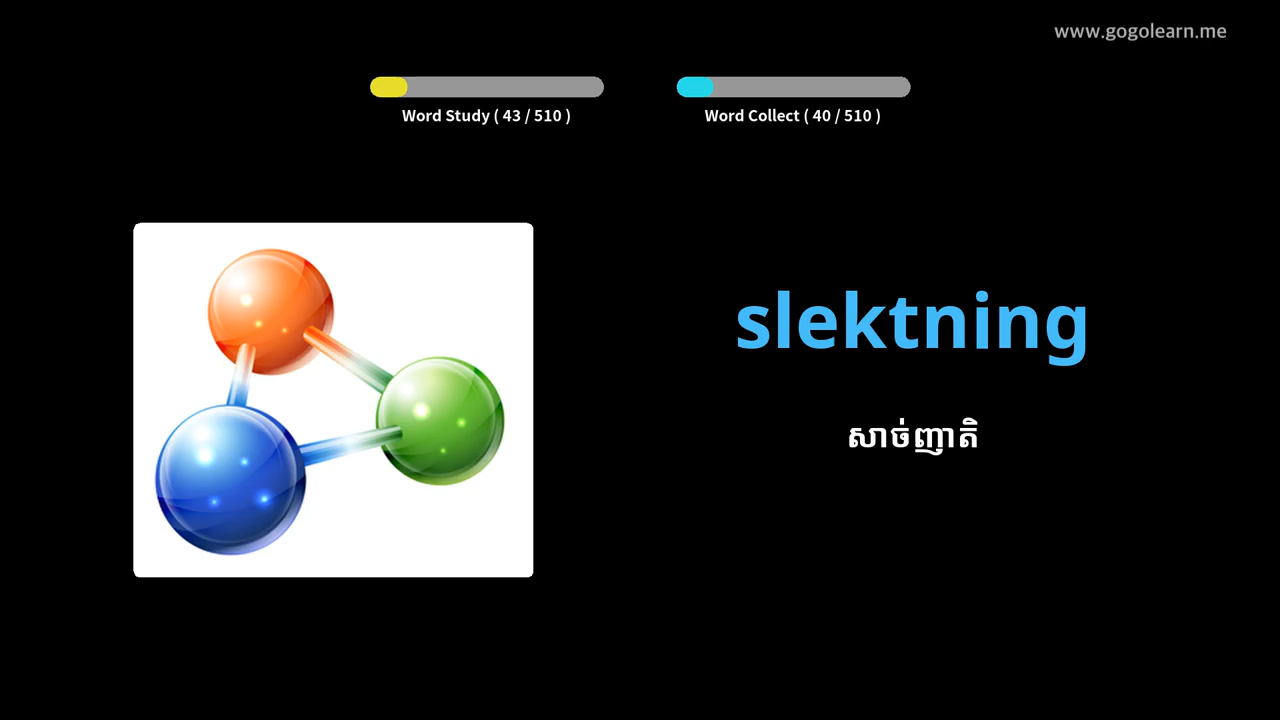 www.gogolearn.me
Word Study ( 43 / 510 )
Word Collect ( 40 / 510 )
slektning
សាច់ញាតិ